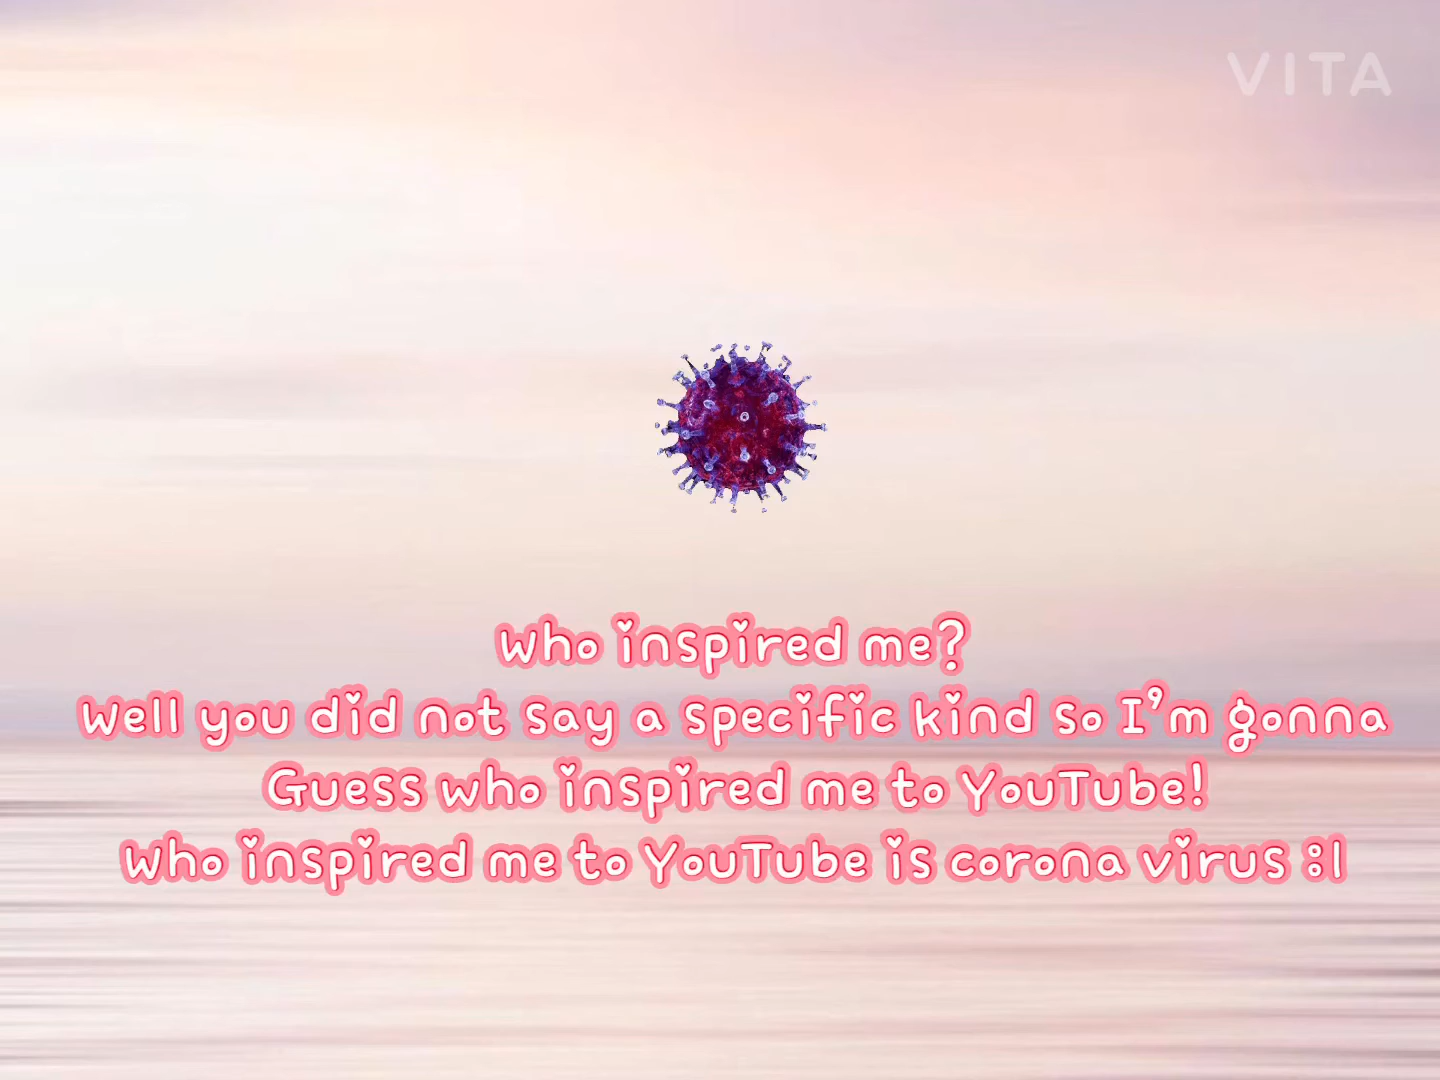 VITA
Who inspired me?
Well you did not say a specific kind so I'm gonna
Guess who inspired me to YouTube!
Who inspired me to YouTube is corona virus :l